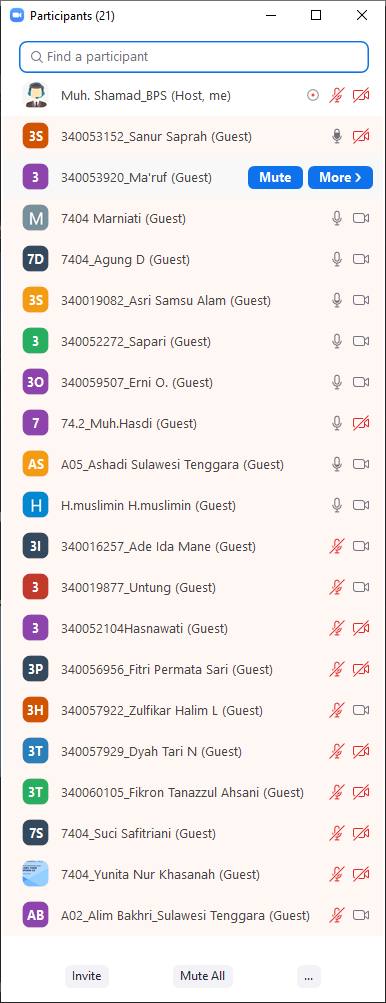 Participants (21)
Find a participant
Muh. Shamad_BPS (Host, me)
3S 340053152_Sanur Saprah (Guest)
3 340053920_Ma'ruf (Guest) Mute More >
M 7404 Marniati (Guest)
7D 7404_Agung D (Guest)
3S 340019082_Asri Samsu Alam (Guest)
3 340052272_Sapari (Guest)
3O 340059507_Erni O. (Guest)
7 74.2_Muh.Hasdi (Guest)
AS A05_Ashadi Sulawesi Tenggara (Guest)
H H.muslimin H.muslimin (Guest)
3I 340016257_Ade Ida Mane (Guest)
3 340019877_Untung (Guest)
3 340052104Hasnawati (Guest)
3P 340056956_Fitri Permata Sari (Guest)
3H 340057922_Zulfikar Halim L (Guest)
3T 340057929_Dyah Tari N (Guest)
3T 340060105_Fikron Tanazzul Ahsani (Guest)
7S 7404_Suci Safitriani (Guest)
7404_Yunita Nur Khasanah (Guest)
AB A02_Alim Bakhri_Sulawesi Tenggara (Guest)
Invite Mute All ...